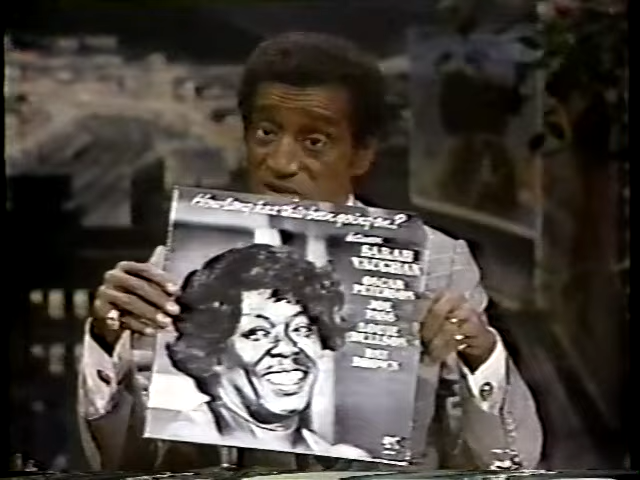 How long has this been going on?
SARAH
VAUGHAN
OSCAR
PETERSON
JOE
PASS
LOUIE
BELLSON
RAY
BROWN